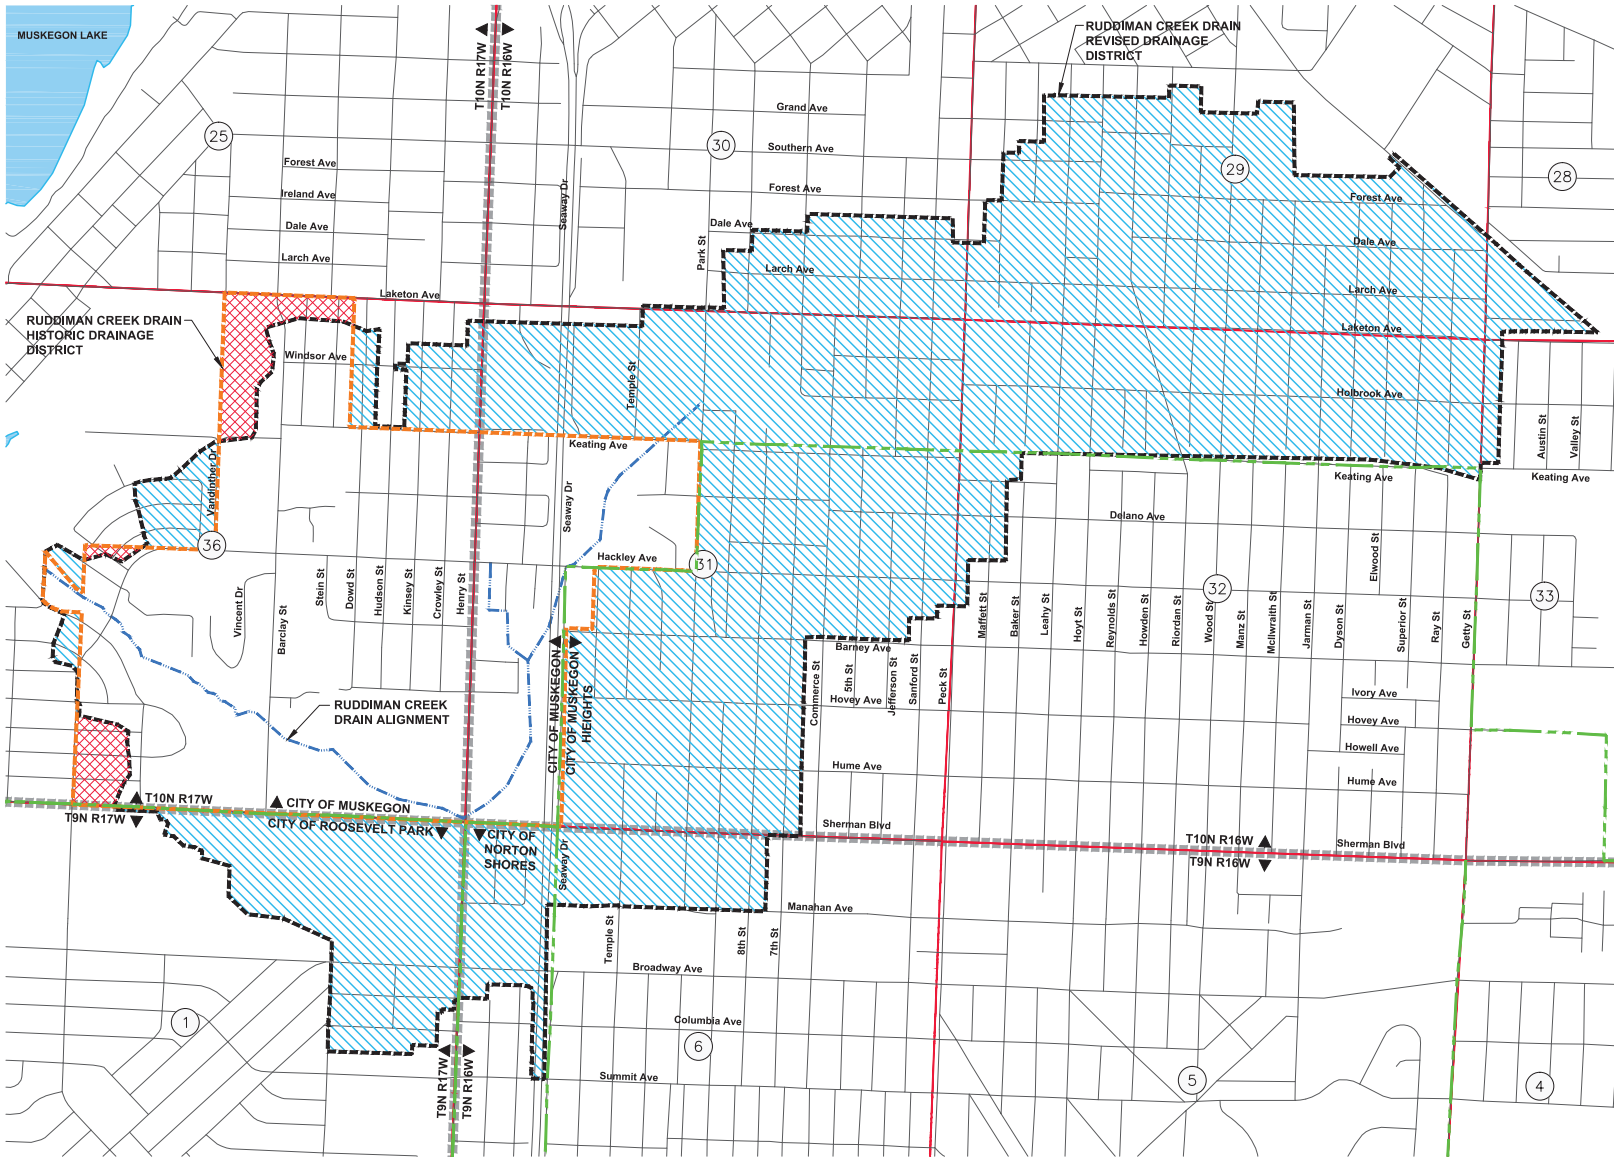 MUSKEGON LAKE
RUDDIMAN CREEK DRAIN
REVISED DRAINAGE
DISTRICT
T10N R17W
T10N R16W
Grand Ave
25
30
Southern Ave
29
28
Forest Ave
Forest Ave
Forest Ave
Ireland Ave
Seaway Dr
Dale Ave
Dale Ave
Dale Ave
Park St
Larch Ave
Larch Ave
Larch Ave
Laketon Ave
Laketon Ave
RUDDIMAN CREEK DRAIN
HISTORIC DRAINAGE
DISTRICT
Windsor Ave
Temple St
Holbrook Ave
Austin St
Valley St
Keating Ave
Keating Ave
Keating Ave
Vandinther Dr
Seaway Dr
Delano Ave
36
Hackley Ave
31
Elwood St
32
33
Vincent Dr
Barclay St
Stein St
Dowd St
Hudson St
Kinsey St
Crowley St
Henry St
Maffett St
Baker St
Leahy St
Hoyt St
Reynolds St
Howdon St
Riordan St
Wood St
Manz St
McIlwraith St
Jarman St
Dyson St
Superior St
Ray St
Getty St
Barney Ave
CITY OF MUSKEGON
CITY OF MUSKEGON
HIEIGHTS
Commerce St
5th St
Jefferson St
Sanford St
Peck St
Hovey Ave
Ivory Ave
Hovey Ave
RUDDIMAN CREEK
DRAIN ALIGNMENT
Howell Ave
Hume Ave
Hume Ave
T10N R17W
T9N R17W
CITY OF MUSKEGON
CITY OF ROOSEVELT PARK
CITY OF
NORTON
SHORES
Sherman Blvd
T10N R16W
T9N R16W
Sherman Blvd
Seaway Dr
Manahan Ave
Temple St
8th St
7th St
Broadway Ave
1
Columbia Ave
6
Summit Ave
T9N R17W
T9N R16W
5
4